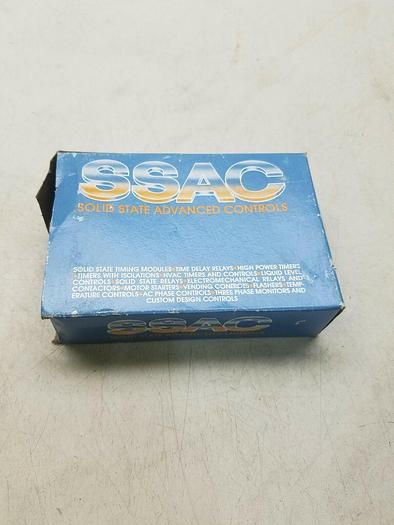 SSAC
SOLID STATE ADVANCED CONTROLS
SOLID STATE TIMING MODULES•TIME DELAY RELAYS•HIGH POWER TIMERS
•TIMERS WITH ISOLATIONS•HVAC TIMERS AND CONTROLS•LIQUID LEVEL
CONTROLS•SOLID STATE RELAYS•ELECTROMECHANICAL RELAYS AND
CONTACTORS•MOTOR STARTERS•VENDING CONTROLS•FLASHERS•TEMP-
ERATURE CONTROLS•AC PHASE CONTROLS•THREE PHASE MONITORS AND
CUSTOM DESIGN CONTROLS
SSAC